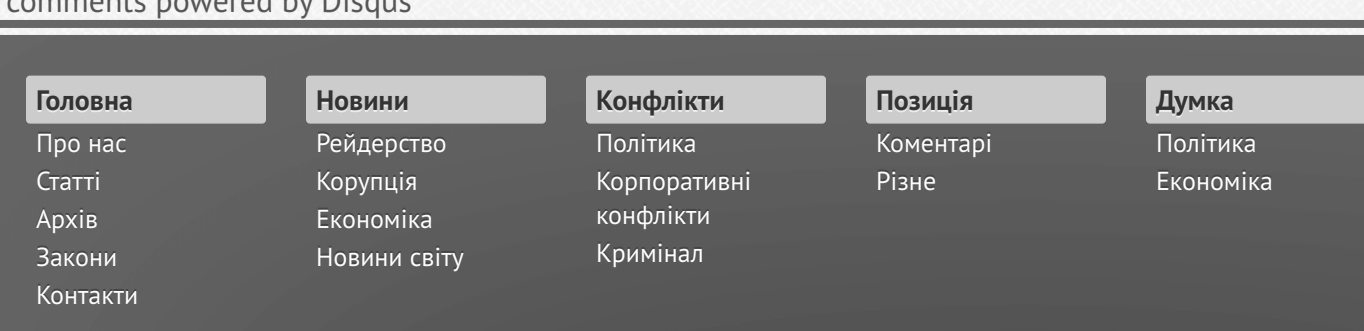 comments powered by Disqus
Головна
Про нас
Статті
Архів
Закони
Контакти
Новини
Рейдерство
Корупція
Економіка
Новини світу
Конфлікти
Політика
Корпоративні
конфлікти
Кримінал
Позиція
Коментарі
Різне
Думка
Політика
Економіка